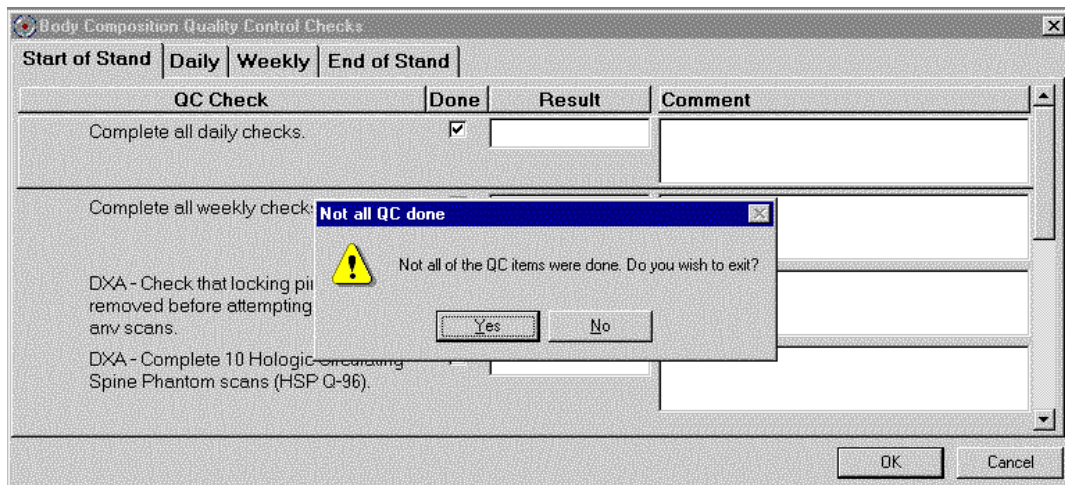 Body Composition Quality Control Checks
Start of Stand Daily Weekly End of Stand
QC Check Done Result Comment
Complete all daily checks.
Complete all weekly check
Not all QC done
Not all of the QC items were done. Do you wish to exit?
Yes No
DXA - Check that locking pi
removed before attempting
any scans.
DXA - Complete 10 Hologic Circulating
Spine Phantom scans (HSP Q-96).
OK Cancel